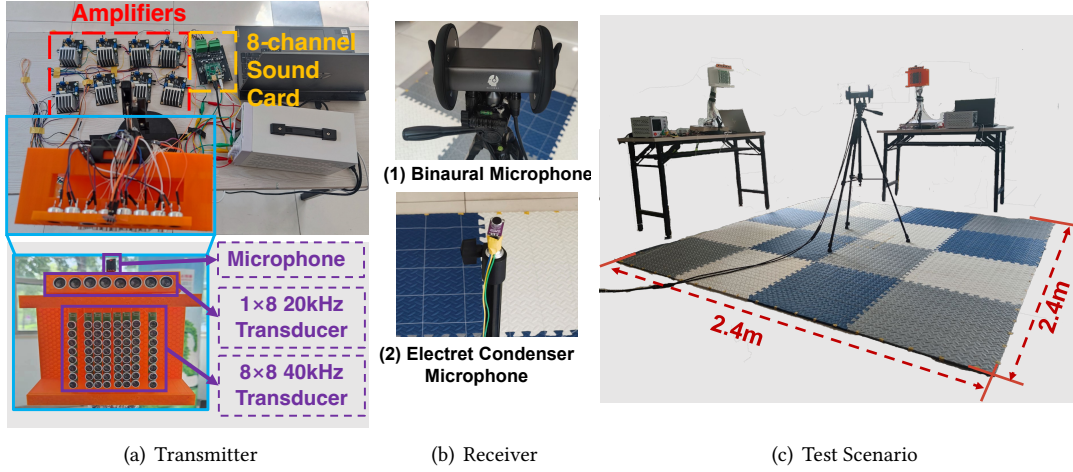 Amplifiers
8-channel
Sound
Card
Microphone
1×8 20kHz
Transducer
8×8 40kHz
Transducer
(a) Transmitter
(1) Binaural Microphone
(2) Electret Condenser
Microphone
(b) Receiver
2.4m
2.4m
(c) Test Scenario